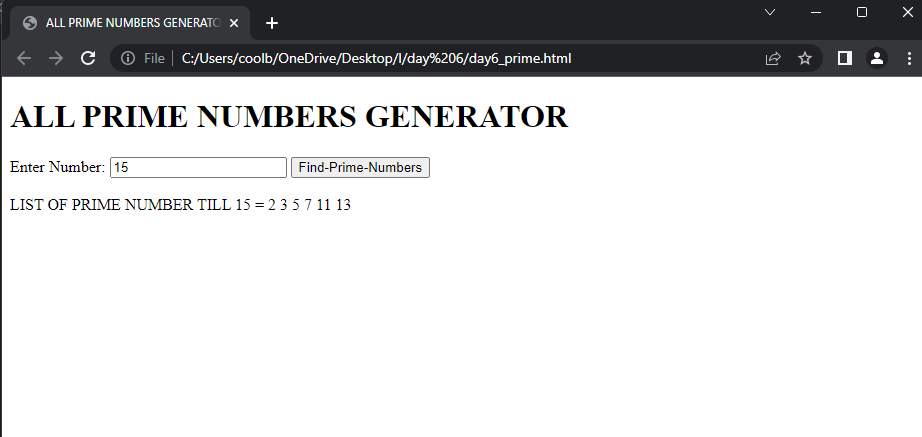 ALL PRIME NUMBERS GENERATO
File | C:/Users/coolb/OneDrive/Desktop/I/day%206/day6_prime.html
ALL PRIME NUMBERS GENERATOR
Enter Number: 15 Find-Prime-Numbers
LIST OF PRIME NUMBER TILL 15 = 2 3 5 7 11 13